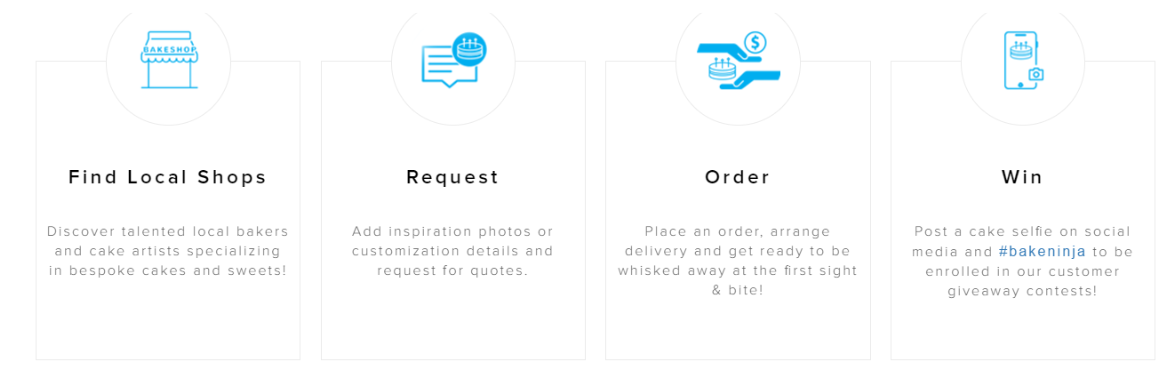 BAKESHOP
Find Local Shops
Discover talented local bakers
and cake artists specializing
in bespoke cakes and sweets!
Request
Add inspiration photos or
customization details and
request for quotes.
$
Order
Place an order, arrange
delivery and get ready to be
whisked away at the first sight
& bite!
Win
Post a cake selfie on social
media and #bakeninja to be
enrolled in our customer
giveaway contests!